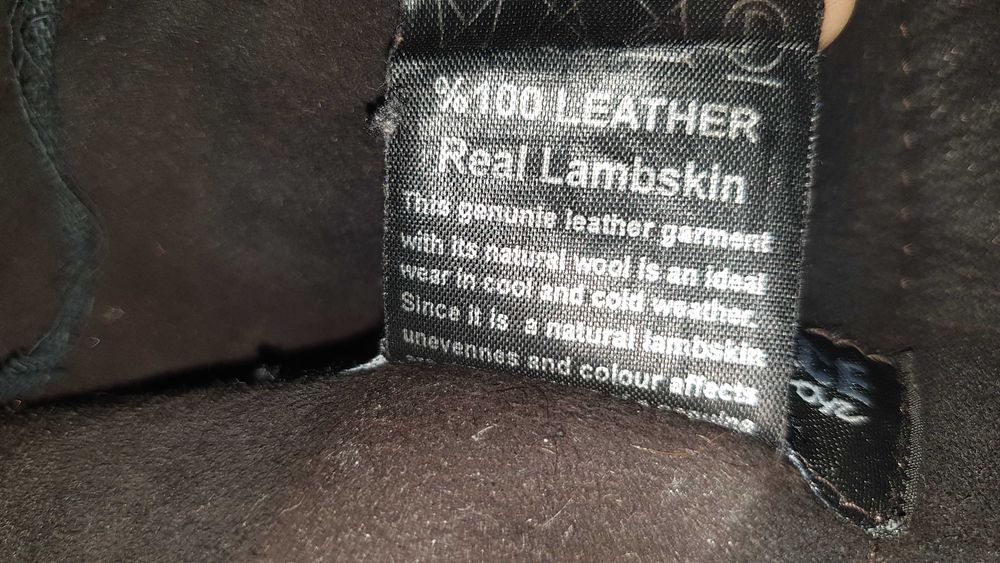 %100 LEATHER
Real Lambskin
This genunie leather garment
with its natural wool is an ideal
wear in cool and cold weather.
Since it is a natural lambskin
unevennes and colour affects